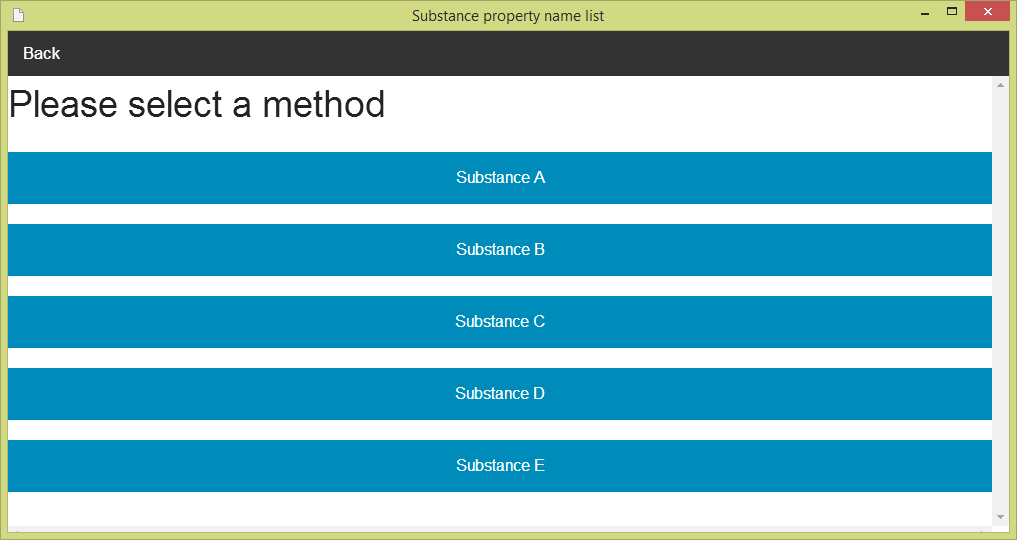 Substance property name list
Back
Please select a method
Substance A
Substance B
Substance C
Substance D
Substance E